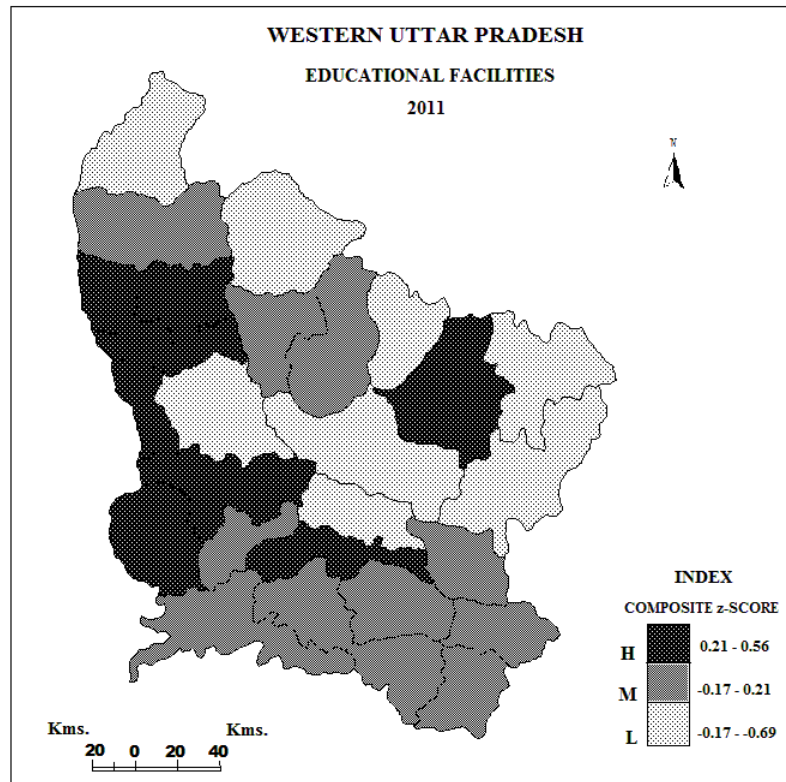 WESTERN UTTAR PRADESH
EDUCATIONAL FACILITIES
2011
N
INDEX
COMPOSITE z-SCORE
H 0.21 - 0.56
M -0.17 - 0.21
L -0.17 - -0.69
Kms. Kms.
20 0 20 40